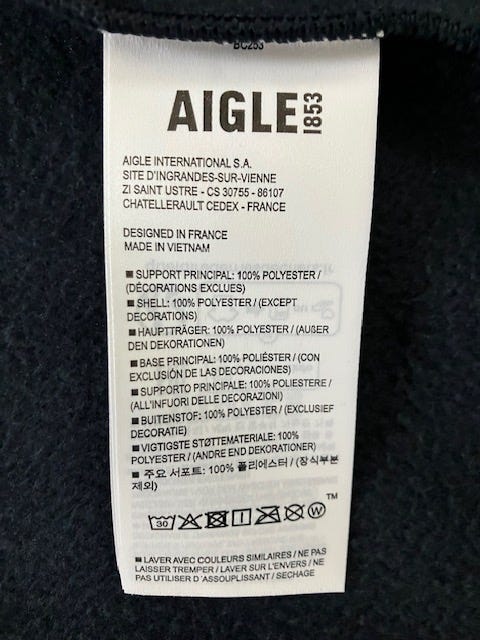 BC253
AIGLE 1853
AIGLE INTERNATIONAL S.A.
SITE D'INGRANDES-SUR-VIENNE
ZI SAINT USTRE - CS 30755 - 86107
CHATELLERAULT CEDEX - FRANCE
DESIGNED IN FRANCE
MADE IN VIETNAM
■ SUPPORT PRINCIPAL: 100% POLYESTER /
(DÉCORATIONS EXCLUES)
■ SHELL: 100% POLYESTER / (EXCEPT
DECORATIONS)
■ HAUPTTRÄGER: 100% POLYESTER / (AUßER
DEN DEKORATIONEN)
■ BASE PRINCIPAL: 100% POLIÉSTER / (CON
EXCLUSIÓN DE LAS DECORACIONES)
■ SUPPORTO PRINCIPALE: 100% POLIESTERE /
(ALL'INFUORI DELLE DECORAZIONI)
■ BUITENSTOF: 100% POLYESTER / (EXCLUSIEF
DECORATIE)
■ VIGTIGSTE STØTTEMATERIALE: 100%
POLYESTER / (ANDRE END DEKORATIONER)
■ 주요 서포트: 100% 폴리에스터 / (장식부분
제외)
30 W ™
■ LAVER AVEC COULEURS SIMILAIRES / NE PAS
LAISSER TREMPER / LAVER ENVERS / NE
PAS UTILISER D'ASSOUPLISSANT / SECHAGE